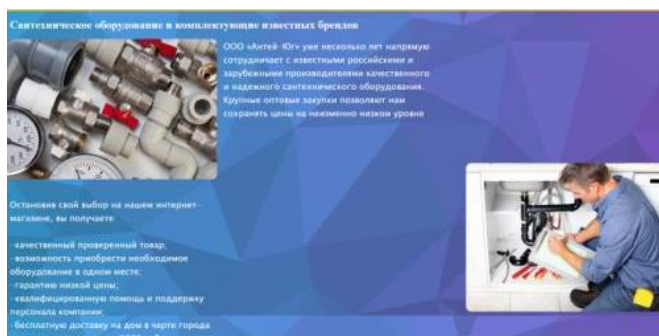 Сантехническое оборудование и комплектующие известных брендов
ООО «Антей-Юг» уже несколько лет напрямую
сотрудничает с известными российскими и
зарубежными производителями качественного
и надежного сантехнического оборудования.
Крупные оптовые закупки позволяют нам
сохранять цены на неизменно низком уровне
Остановив свой выбор на нашем интернет-
магазине, вы получаете:
-качественный проверенный товар;
-возможность приобрести необходимое
оборудование в одном месте;
-гарантию низкой цены;
-квалифицированную помощь и поддержку
персонала компании;
-бесплатную доставку на дом в черте города